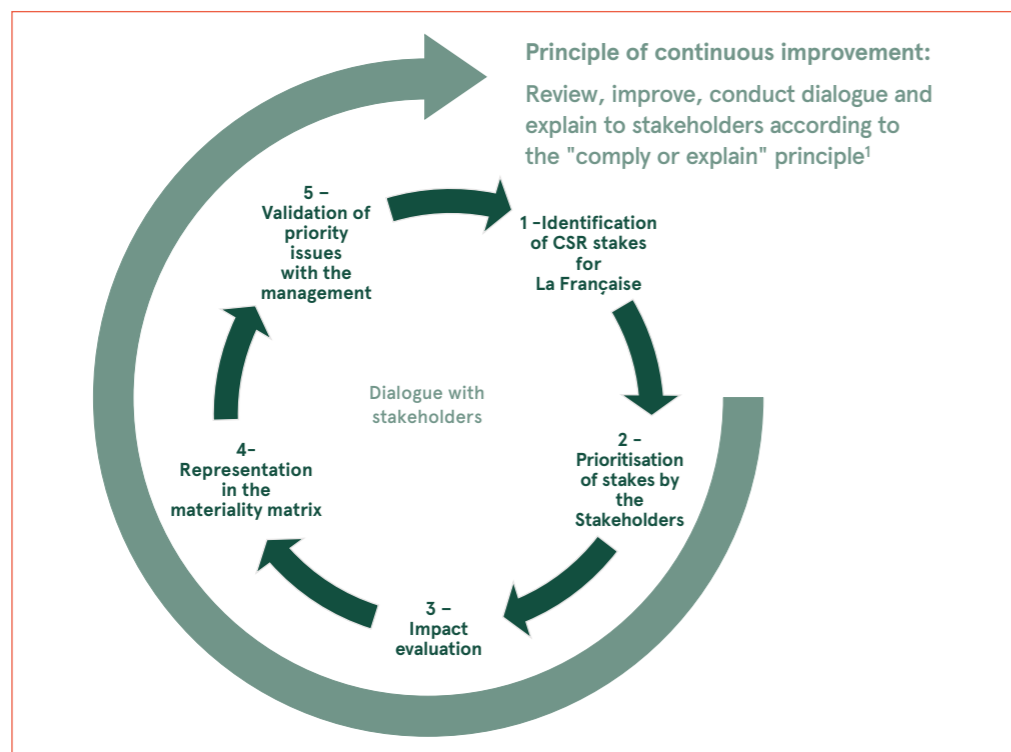 Principle of continuous improvement:
Review, improve, conduct dialogue and
explain to stakeholders according to
the "comply or explain" principle¹
1 -Identification
of CSR stakes
for
La Française
2 -
Prioritisation
of stakes by
the
Stakeholders
3 –
Impact
evaluation
4-
Representation
in the
materiality matrix
5 –
Validation of
priority
issues
with the
management
Dialogue with
stakeholders